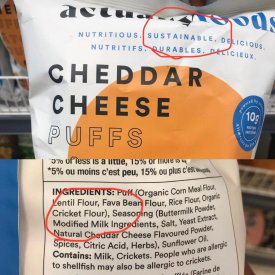 actuallyfoods
NUTRITIOUS. SUSTAINABLE. DELICIOUS.
NUTRITIFS. DURABLES. DÉLICIEUX.
CHEDDAR
CHEESE
PUFFS
10g
5% or less is a little, 15% or more is a
*5% ou moins c'est peu, 15% ou plus c'est
INGREDIENTS: Puff (Organic Corn Meal Flour,
Lentil Flour, Fava Bean Flour, Rice Flour, Organic
Cricket Flour), Seasoning (Buttermilk Powder,
Modified Milk Ingredients, Salt, Yeast Extract,
Natural Cheddar Cheese Flavoured Powder,
Spices, Citric Acid, Herbs), Sunflower Oil.
Contains: Milk, Crickets. People who are allergic
to shellfish may also be allergic to crickets.